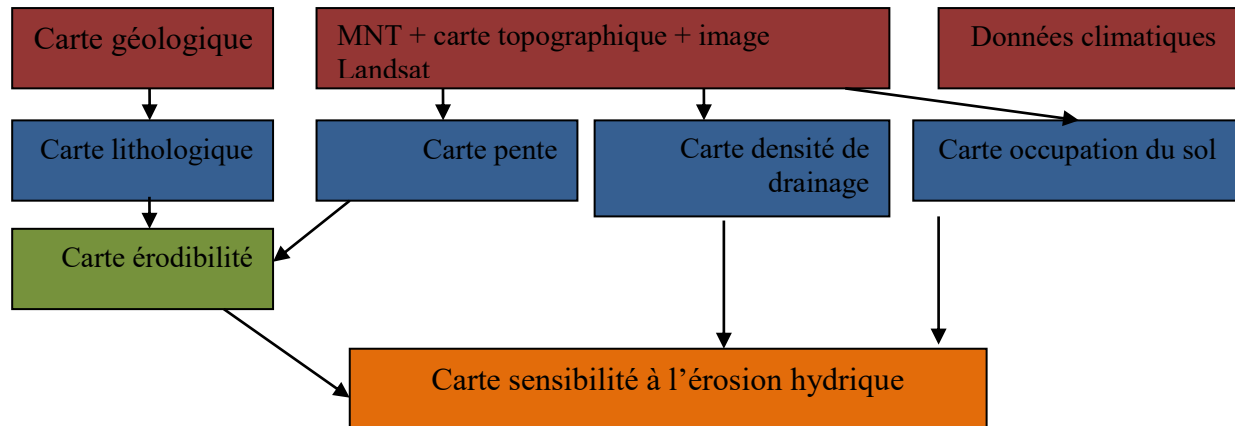 Carte géologique
MNT + carte topographique + image
Landsat
Données climatiques
Carte lithologique
Carte pente
Carte densité de
drainage
Carte occupation du sol
Carte érodibilité
Carte sensibilité à l’érosion hydrique